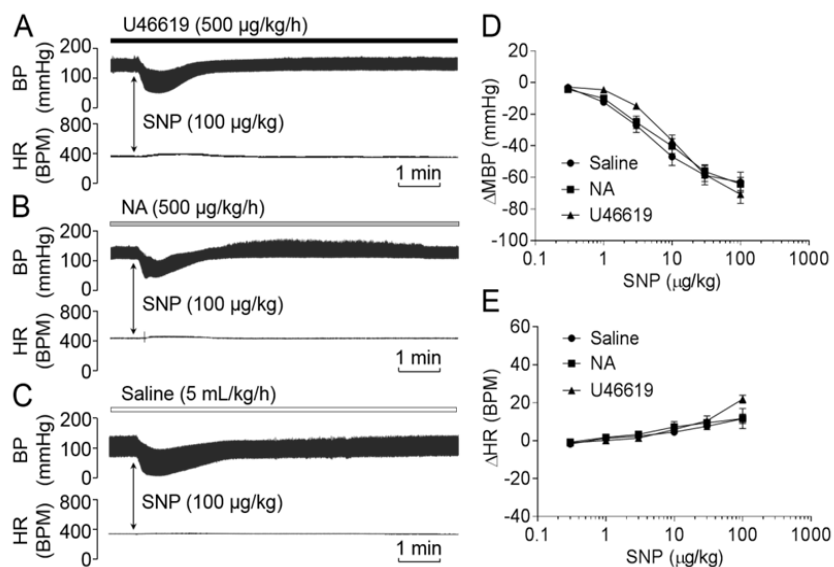 A
U46619 (500 µg/kg/h)
BP
(mmHg)
200
100
0
SNP (100 µg/kg)
HR
(BPM)
800
400
0
1 min
B
NA (500 µg/kg/h)
BP
(mmHg)
200
100
0
SNP (100 µg/kg)
HR
(BPM)
800
400
0
1 min
C
Saline (5 mL/kg/h)
BP
(mmHg)
200
100
0
SNP (100 µg/kg)
HR
(BPM)
800
400
0
1 min
D
ΔMBP (mmHg)
20
0
-20
-40
-60
-80
-100
Saline
NA
U46619
0.1 1 10 100 1000
SNP (µg/kg)
E
ΔHR (BPM)
60
40
20
0
-20
-40
Saline
NA
U46619
0.1 1 10 100 1000
SNP (µg/kg)